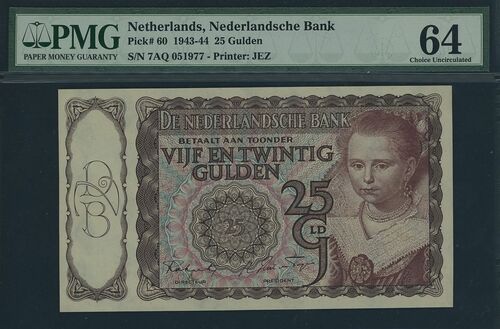 PMG
PAPER MONEY GUARANTY
Netherlands, Nederlandsche Bank
Pick# 60 1943-44 25 Gulden
S/N 7AQ 051977 - Printer: JEZ
64
Choice Uncirculated
DE NEDERLANDSCHE BANK
BETAALT AAN TOONDER
VIJF EN TWINTIG
GULDEN
25
GLD
25
DIRECTEUR PRESIDENT